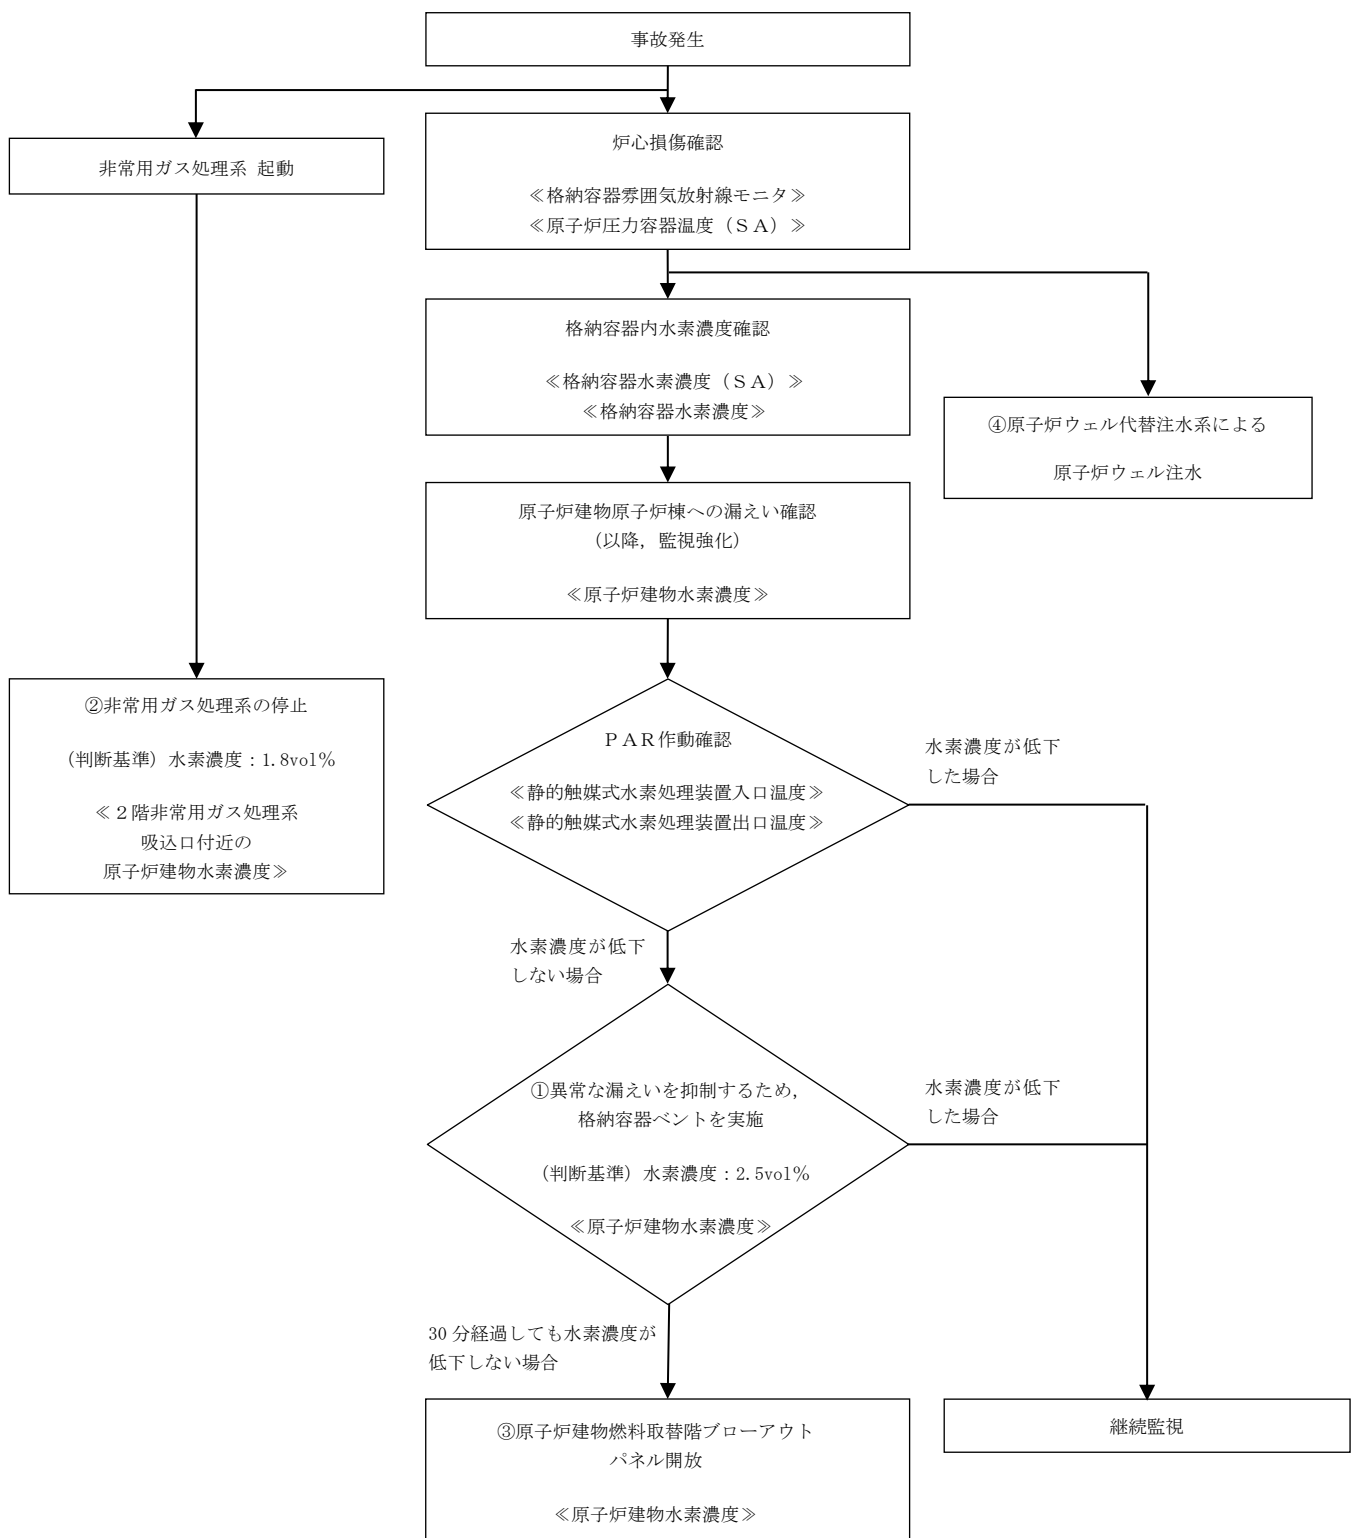 事故発生
非常用ガス処理系 起動
炉心損傷確認
≪格納容器雰囲気放射線モニタ≫
≪原子炉圧力容器温度（ＳＡ）≫
格納容器内水素濃度確認
≪格納容器水素濃度（ＳＡ）≫
≪格納容器水素濃度≫
④原子炉ウェル代替注水系による
原子炉ウェル注水
原子炉建物原子炉棟への漏えい確認
（以降，監視強化）
≪原子炉建物水素濃度≫
②非常用ガス処理系の停止
（判断基準）水素濃度：1.8vol％
≪２階非常用ガス処理系
吸込口付近の
原子炉建物水素濃度≫
ＰＡＲ作動確認
≪静的触媒式水素処理装置入口温度≫
≪静的触媒式水素処理装置出口温度≫
水素濃度が低下
した場合
水素濃度が低下
しない場合
①異常な漏えいを抑制するため，
格納容器ベントを実施
（判断基準）水素濃度：2.5vol％
≪原子炉建物水素濃度≫
水素濃度が低下
した場合
30 分経過しても水素濃度が
低下しない場合
③原子炉建物燃料取替階ブローアウト
パネル開放
≪原子炉建物水素濃度≫
継続監視